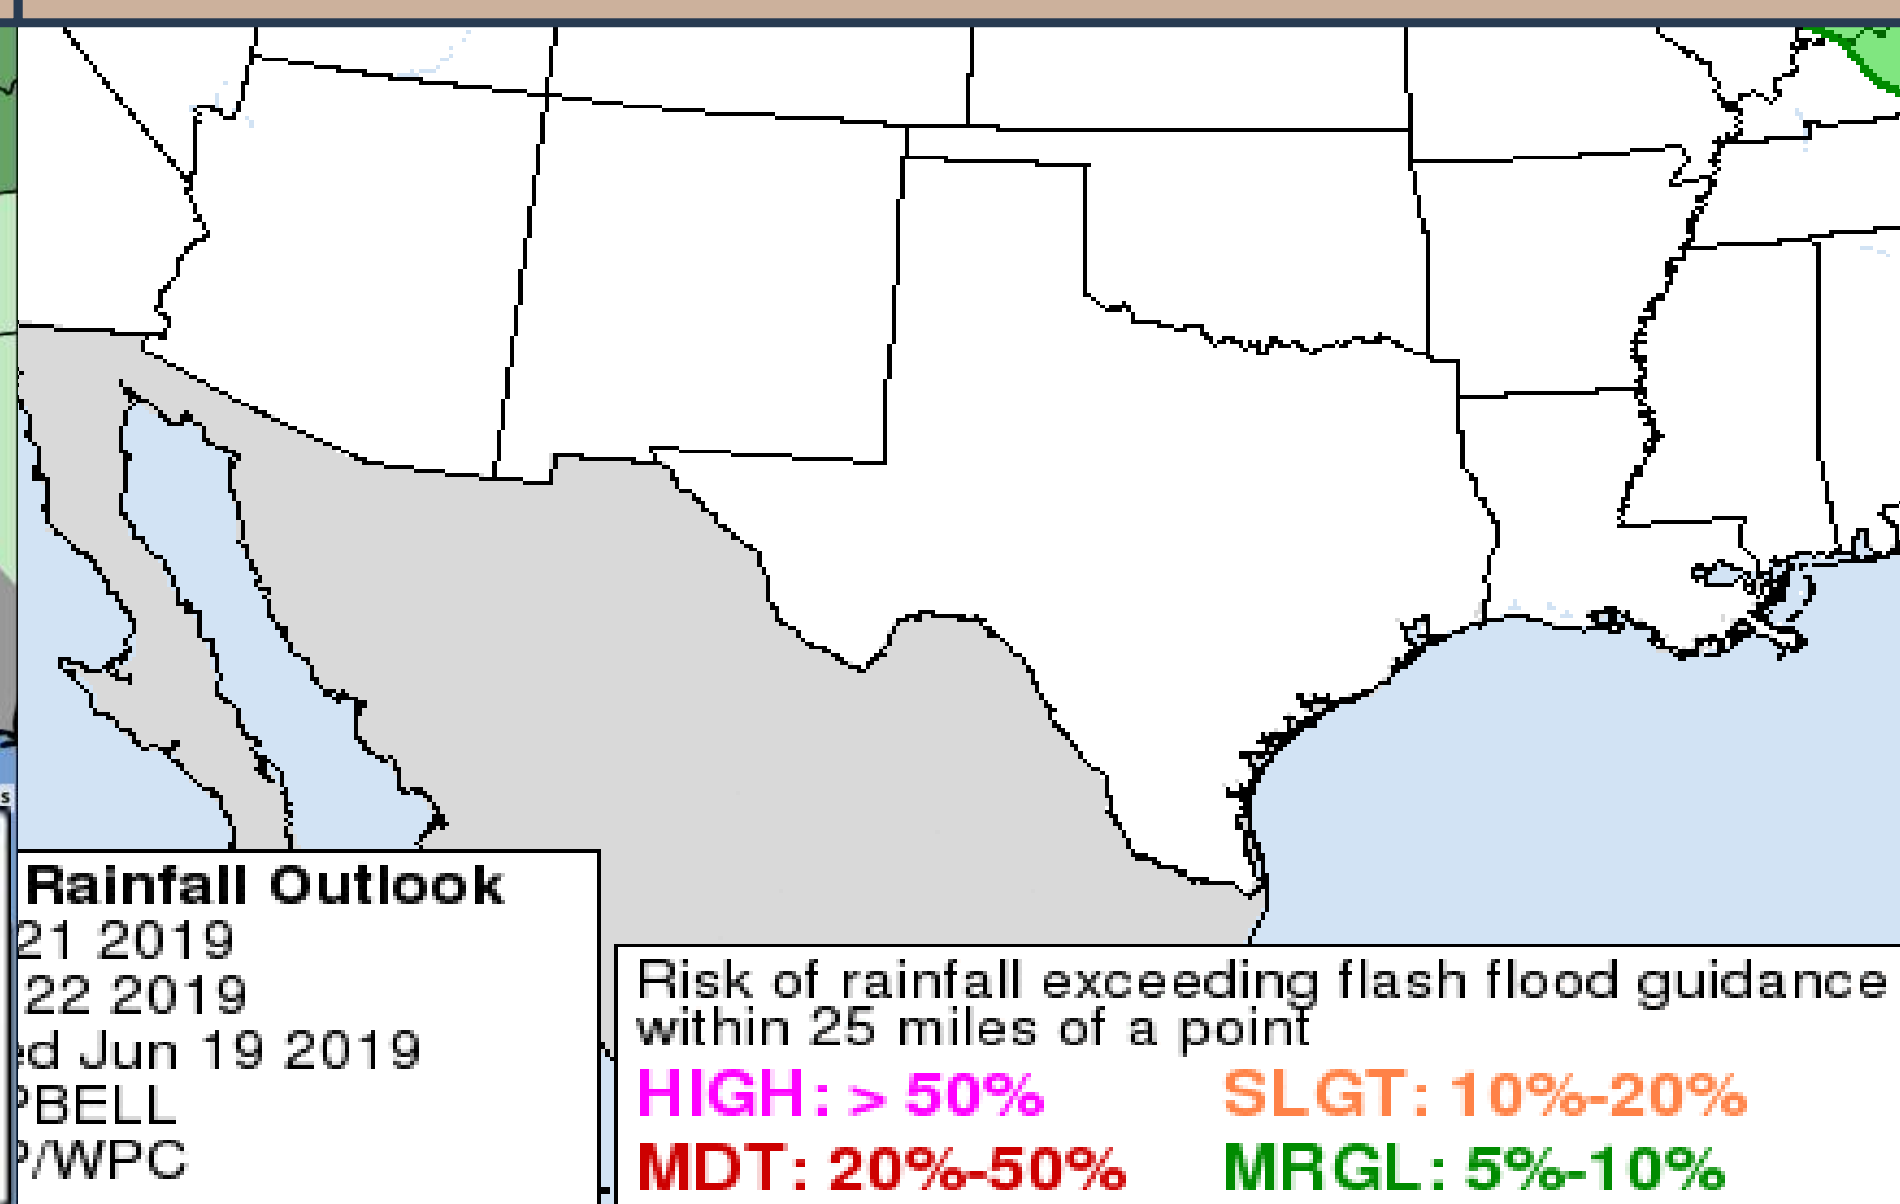 Rainfall Outlook
21 2019
22 2019
ed Jun 19 2019
PBELL
P/WPC
Risk of rainfall exceeding flash flood guidance
within 25 miles of a point
HIGH: > 50% SLGT: 10%-20%
MDT: 20%-50% MRGL: 5%-10%
s